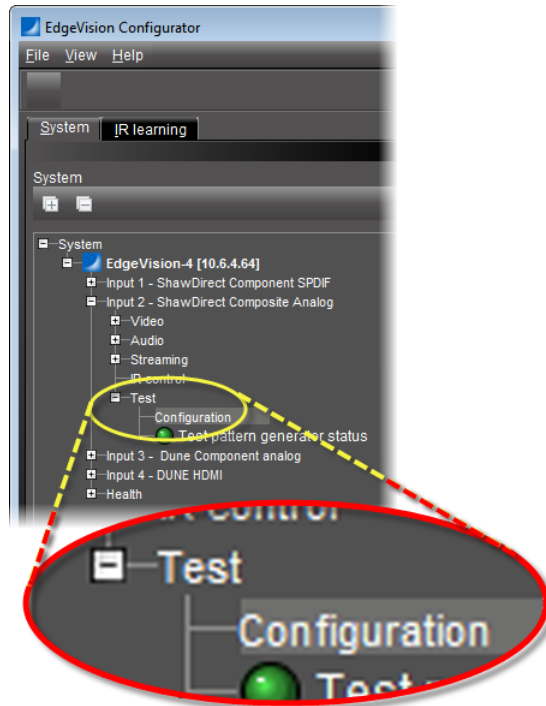 EdgeVision Configurator
File View Help
System IR learning
System
System
EdgeVision-4 [10.6.4.64]
Input 1 - ShawDirect Component SPDIF
Input 2 - ShawDirect Composite Analog
Video
Audio
Streaming
IR control
Test
Configuration
Test pattern generator status
Input 3 - Dune Component analog
Input 4 - DUNE HDMI
Health
control
Test
Configuration
Test